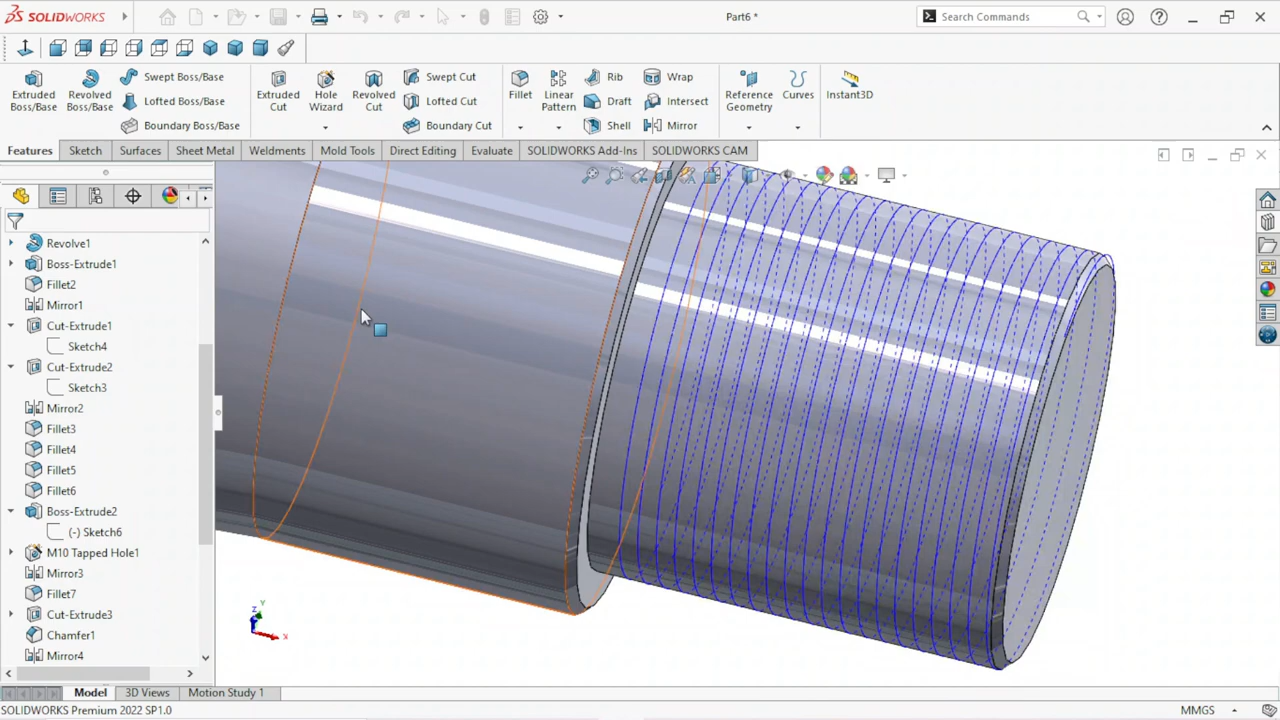 SOLIDWORKS
Part6 *
Search Commands
Extruded Boss/Base
Revolved Boss/Base
Swept Boss/Base
Lofted Boss/Base
Boundary Boss/Base
Extruded Cut
Hole Wizard
Revolved Cut
Swept Cut
Lofted Cut
Boundary Cut
Fillet
Linear Pattern
Rib
Draft
Shell
Wrap
Intersect
Mirror
Reference Geometry
Curves
Instant3D
Features
Sketch
Surfaces
Sheet Metal
Weldments
Mold Tools
Direct Editing
Evaluate
SOLIDWORKS Add-Ins
SOLIDWORKS CAM
Revolve1
Boss-Extrude1
Fillet2
Mirror1
Cut-Extrude1
Sketch4
Cut-Extrude2
Sketch3
Mirror2
Fillet3
Fillet4
Fillet5
Fillet6
Boss-Extrude2
(-) Sketch6
M10 Tapped Hole1
Mirror3
Fillet7
Cut-Extrude3
Chamfer1
Mirror4
Z
Y
X
Model
3D Views
Motion Study 1
SOLIDWORKS Premium 2022 SP1.0
MMGS